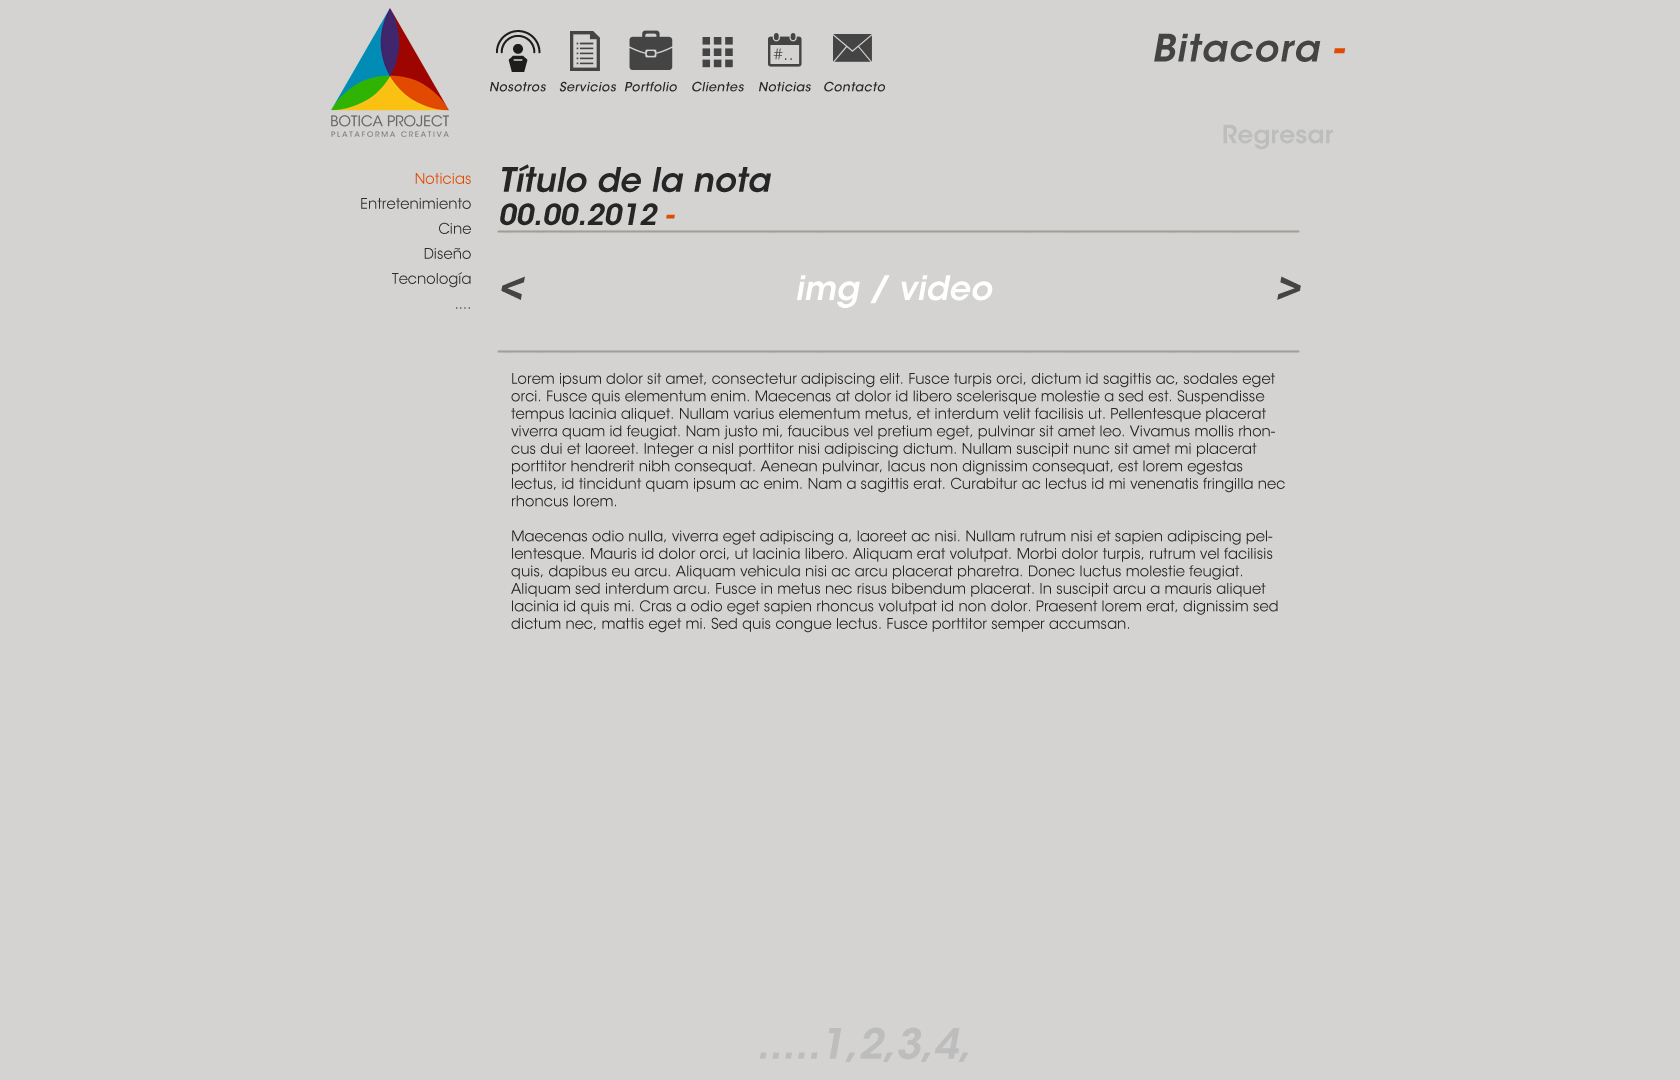 BOTICA PROJECT
PLATAFORMA CREATIVA
Nosotros Servicios Portfolio Clientes Noticias Contacto
#..
Bitacora -
Regresar
Noticias
Entretenimiento
Cine
Diseño
Tecnología
....
Título de la nota
00.00.2012 -
< img / video >
Lorem ipsum dolor sit amet, consectetur adipiscing elit. Fusce turpis orci, dictum id sagittis ac, sodales eget
orci. Fusce quis elementum enim. Maecenas at dolor id libero scelerisque molestie a sed est. Suspendisse
tempus lacinia aliquet. Nullam varius elementum metus, et interdum velit facilisis ut. Pellentesque placerat
viverra quam id feugiat. Nam justo mi, faucibus vel pretium eget, pulvinar sit amet leo. Vivamus mollis rhon-
cus dui et laoreet. Integer a nisl porttitor nisi adipiscing dictum. Nullam suscipit nunc sit amet mi placerat
porttitor hendrerit nibh consequat. Aenean pulvinar, lacus non dignissim consequat, est lorem egestas
lectus, id tincidunt quam ipsum ac enim. Nam a sagittis erat. Curabitur ac lectus id mi venenatis fringilla nec
rhoncus lorem.
Maecenas odio nulla, viverra eget adipiscing a, laoreet ac nisi. Nullam rutrum nisi et sapien adipiscing pel-
lentesque. Mauris id dolor orci, ut lacinia libero. Aliquam erat volutpat. Morbi dolor turpis, rutrum vel facilisis
quis, dapibus eu arcu. Aliquam vehicula nisi ac arcu placerat pharetra. Donec luctus molestie feugiat.
Aliquam sed interdum arcu. Fusce in metus nec risus bibendum placerat. In suscipit arcu a mauris aliquet
lacinia id quis mi. Cras a odio eget sapien rhoncus volutpat id non dolor. Praesent lorem erat, dignissim sed
dictum nec, mattis eget mi. Sed quis congue lectus. Fusce porttitor semper accumsan.
.....1,2,3,4,